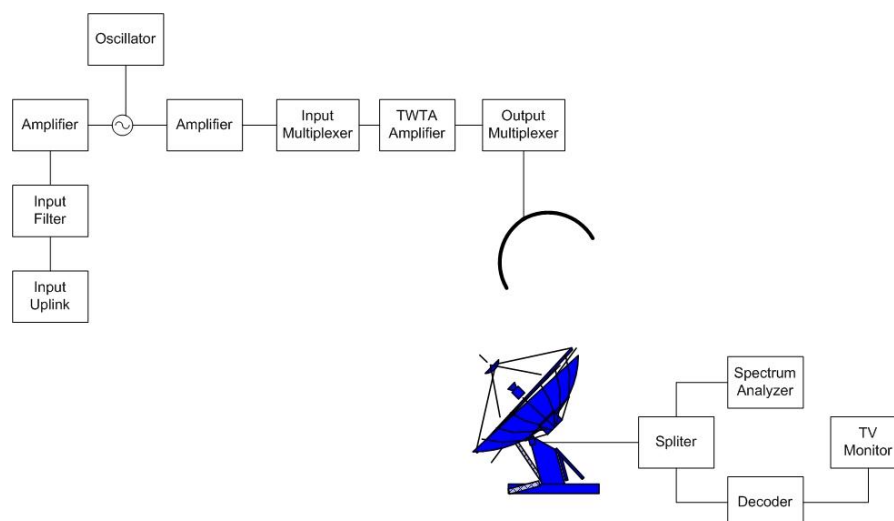 Oscillator
Amplifier
Amplifier
Input
Multiplexer
TWTA
Amplifier
Output
Multiplexer
Input
Filter
Input
Uplink
Spectrum
Analyzer
Spliter
TV
Monitor
Decoder